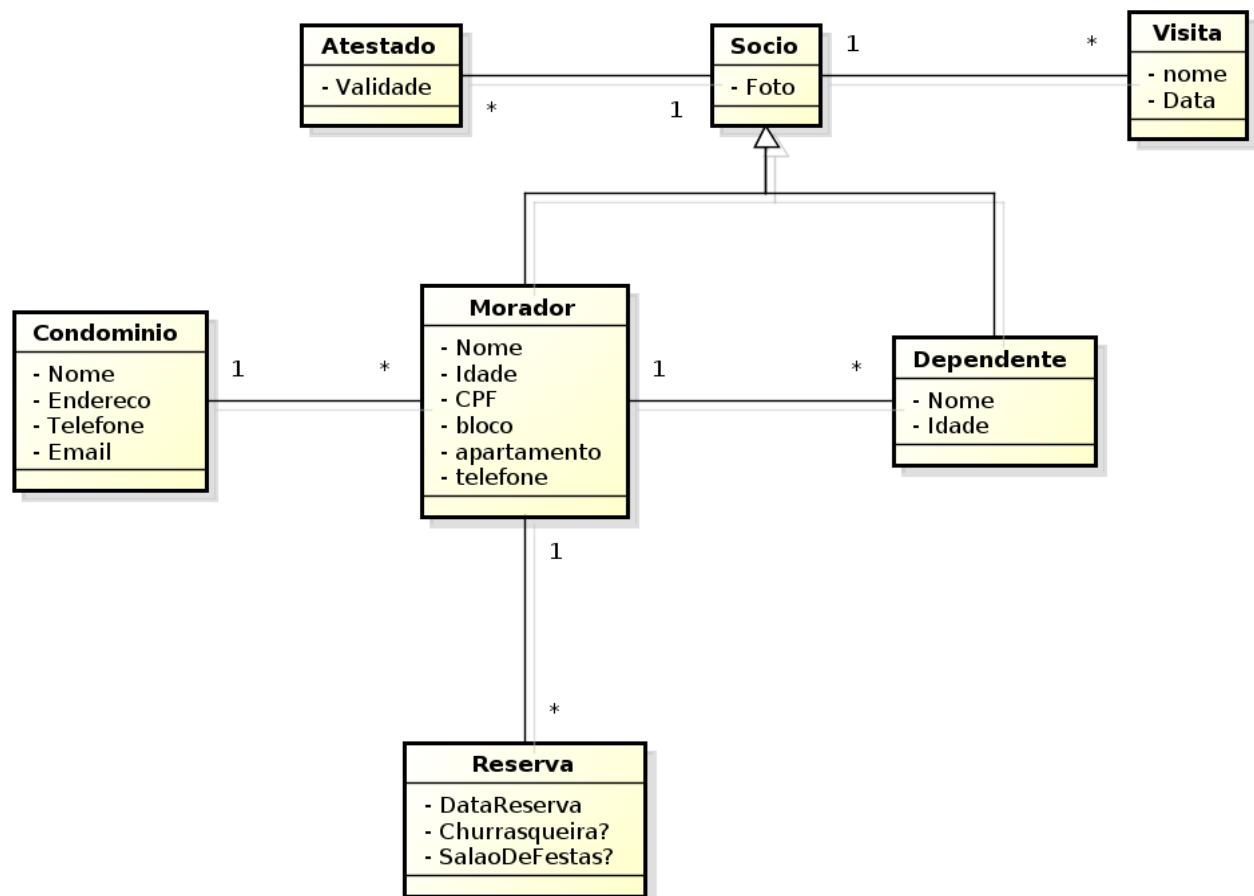 Atestado
- Validade
*
1
Socio
- Foto
1
*
Visita
- nome
- Data
Condominio
- Nome
- Endereco
- Telefone
- Email
1
*
Morador
- Nome
- Idade
- CPF
- bloco
- apartamento
- telefone
1
*
Dependente
- Nome
- Idade
1
*
Reserva
- DataReserva
- Churrasqueira?
- SalaoDeFestas?